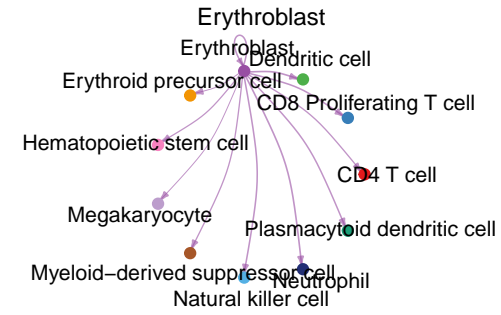 Erythroblast
Erythroblast
Dendritic cell
Erythroid precursor cell
CD8 Proliferating T cell
Hematopoietic stem cell
CD4 T cell
Megakaryocyte
Plasmacytoid dendritic cell
Myeloid−derived suppressor cell
Neutrophil
Natural killer cell